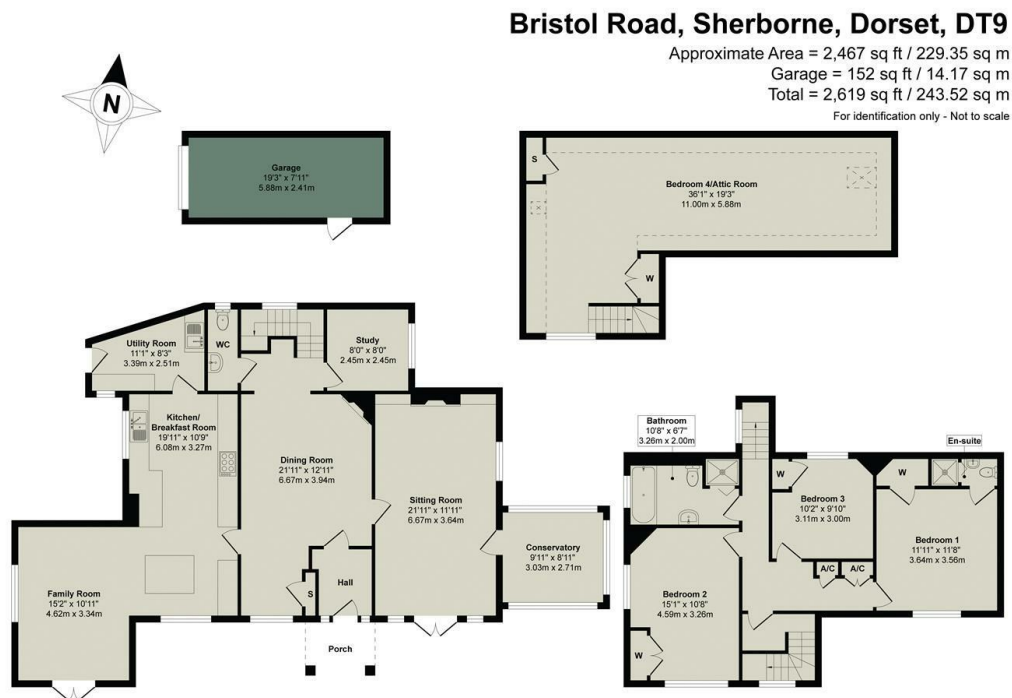 Bristol Road, Sherborne, Dorset, DT9
Approximate Area = 2,467 sq ft / 229.35 sq m
Garage = 152 sq ft / 14.17 sq m
Total = 2,619 sq ft / 243.52 sq m
For identification only - Not to scale
N
Garage
19'3" x 7'11"
5.88m x 2.41m
S
Bedroom 4/Attic Room
36'1" x 19'3"
11.00m x 5.88m
W
Utility Room
11'1" x 8'3"
3.39m x 2.51m
WC
Study
8'0" x 8'0"
2.45m x 2.45m
Kitchen/
Breakfast Room
19'11" x 10'9"
6.08m x 3.27m
Dining Room
21'11" x 12'11"
6.67m x 3.94m
Sitting Room
21'11" x 11'11"
6.67m x 3.64m
Conservatory
9'11" x 8'11"
3.03m x 2.71m
Family Room
15'2" x 10'11"
4.62m x 3.34m
S
Hall
Porch
Bathroom
10'8" x 6'7"
3.26m x 2.00m
En-suite
W
W
Bedroom 3
10'2" x 9'10"
3.11m x 3.00m
Bedroom 1
11'11" x 11'8"
3.64m x 3.56m
A/C
A/C
Bedroom 2
15'1" x 10'8"
4.59m x 3.26m
W